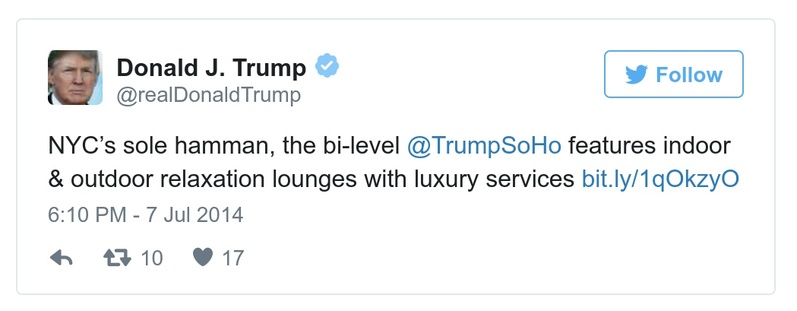 Donald J. Trump
@realDonaldTrump
Follow
NYC’s sole hamman, the bi-level @TrumpSoHo features indoor
& outdoor relaxation lounges with luxury services bit.ly/1qOkzyO
6:10 PM - 7 Jul 2014
10 17